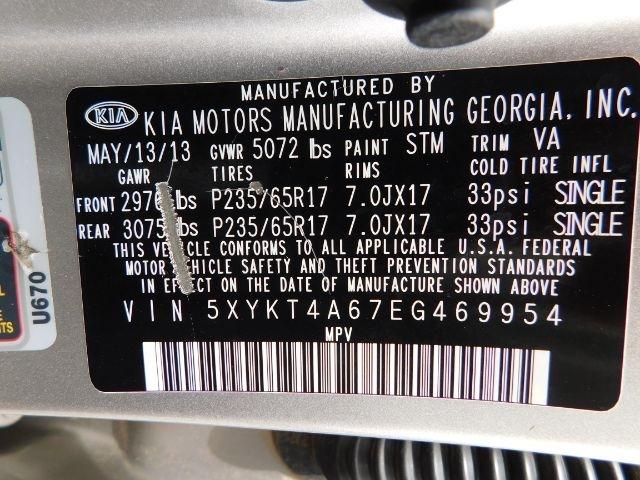 MANUFACTURED BY
KIA KIA MOTORS MANUFACTURING GEORGIA, INC.
MAY/13/13 GVWR 5072 lbs PAINT STM TRIM VA
GAWR TIRES RIMS COLD TIRE INFL
FRONT lbs P235/65R17 7.0JX17 33psi SINGLE
REAR 3075 lbs P235/65R17 7.0JX17 33psi SINGLE
THIS VEHICLE CONFORMS TO ALL APPLICABLE U.S.A. FEDERAL
MOTOR VEHICLE SAFETY AND THEFT PREVENTION STANDARDS
IN EFFECT ON THE DATE OF MANUFACTURE SHOWN ABOVE
VIN 5XYKT4A67EG469954
MPV
U670